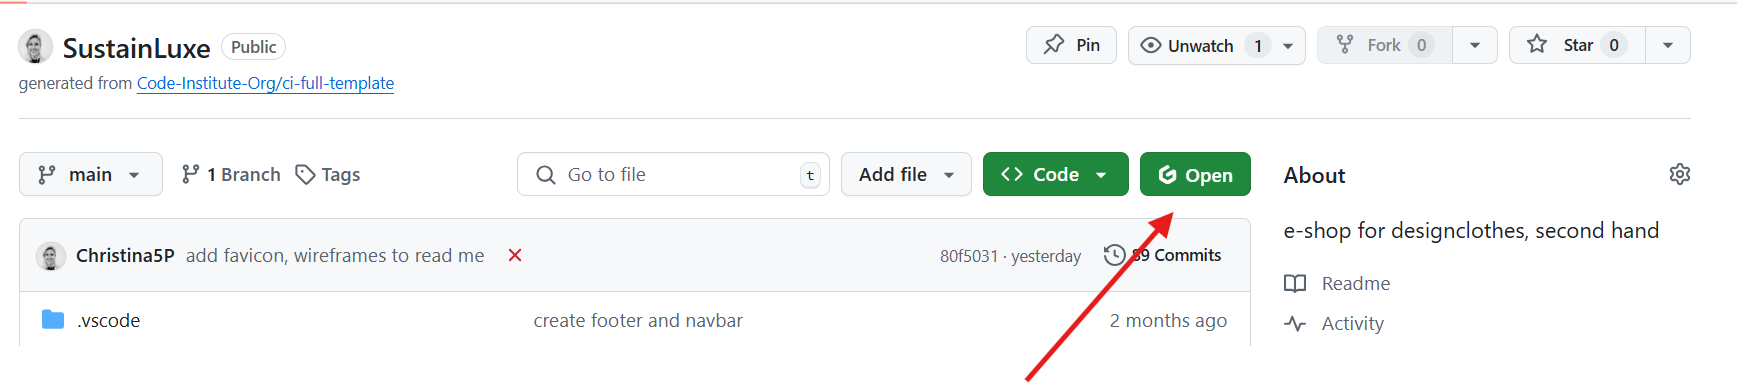 SustainLuxe Public
Pin
Unwatch 1
Fork 0
Star 0
generated from Code-Institute-Org/ci-full-template
main
1 Branch
Tags
Go to file t
Add file
Code
Open
About
e-shop for designclothes, second hand
Readme
Activity
Christina5P add favicon, wireframes to read me
80f5031 · yesterday
Commits
.vscode create footer and navbar 2 months ago